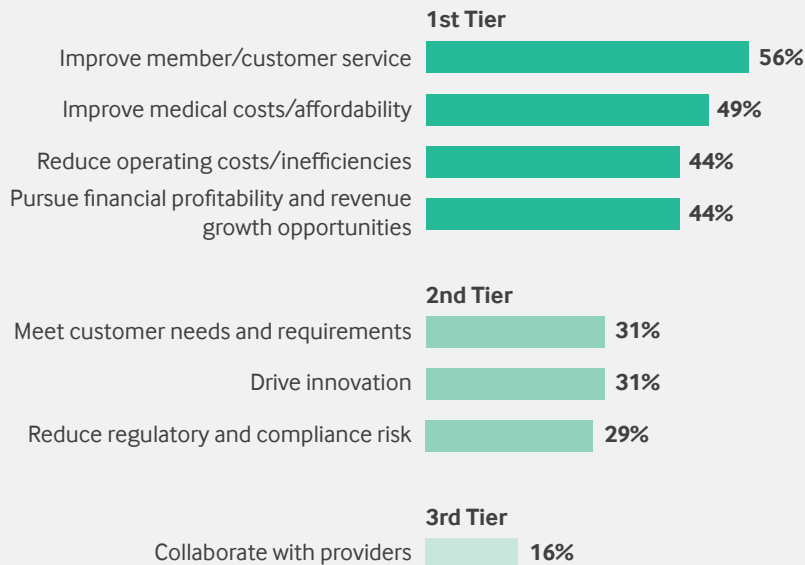 1st Tier
Improve member/customer service 56%
Improve medical costs/affordability 49%
Reduce operating costs/inefficiencies 44%
Pursue financial profitability and revenue
growth opportunities 44%
2nd Tier
Meet customer needs and requirements 31%
Drive innovation 31%
Reduce regulatory and compliance risk 29%
3rd Tier
Collaborate with providers 16%